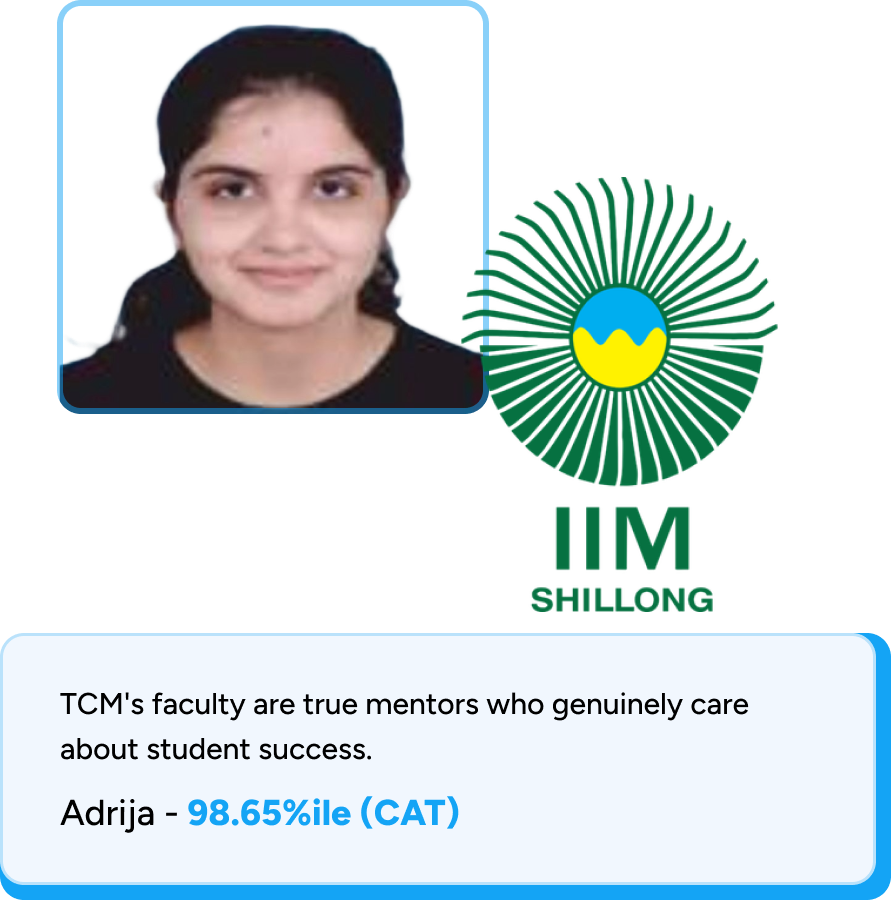 IIM
SHILLONG
TCM's faculty are true mentors who genuinely care
about student success.
Adrija - 98.65%ile (CAT)